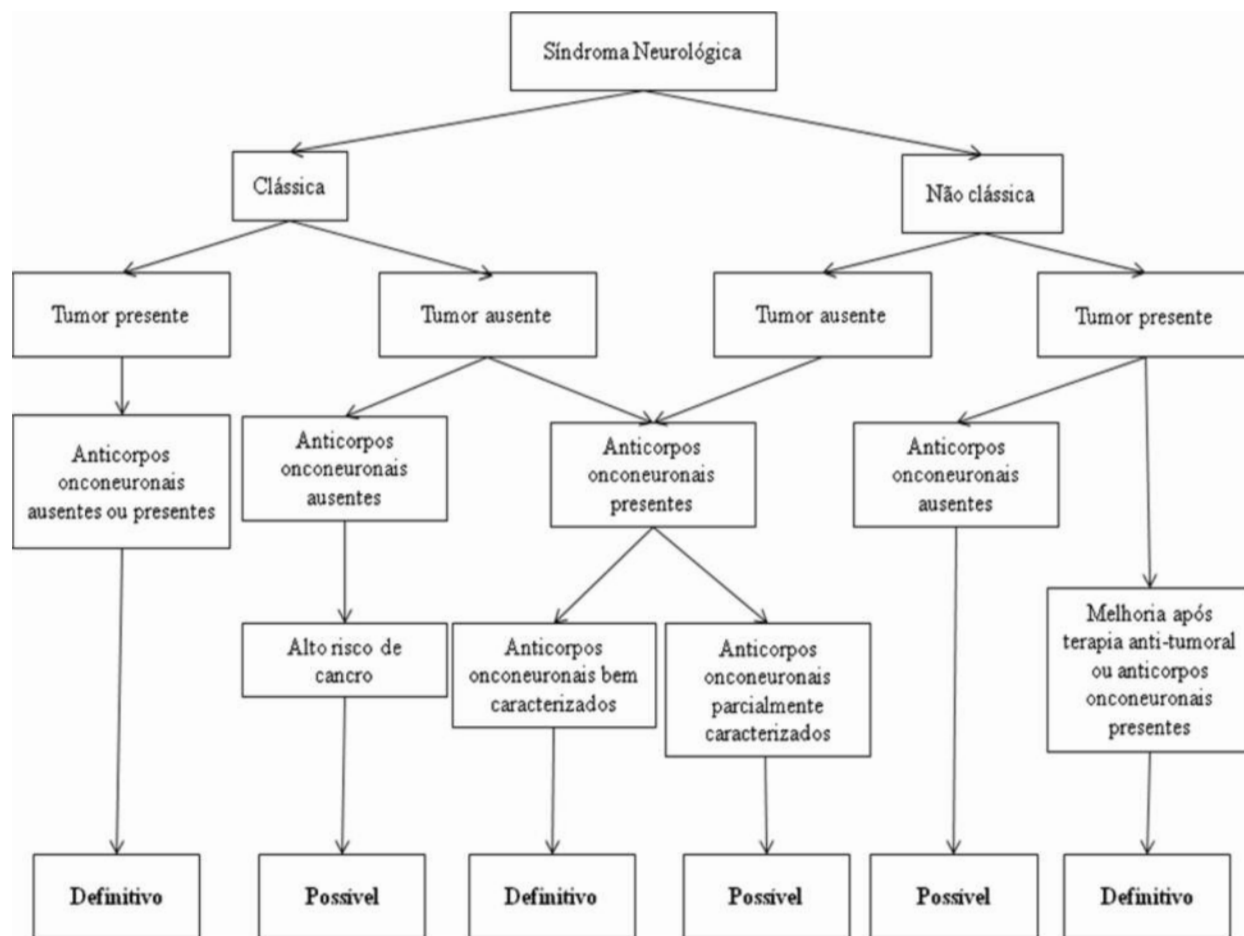 Síndroma Neurológica
Clássica
Não clássica
Tumor presente
Tumor ausente
Tumor ausente
Tumor presente
Anticorpos
onconeuronais
ausentes ou presentes
Anticorpos
onconeuronais
ausentes
Anticorpos
onconeuronais
presentes
Anticorpos
onconeuronais
ausentes
Alto risco de
cancro
Anticorpos
onconeuronais bem
caracterizados
Anticorpos
onconeuronais
parcialmente
caracterizados
Melhoria após
terapia anti-tumoral
ou anticorpos
onconeuronais
presentes
Definitivo
Possível
Definitivo
Possível
Possível
Definitivo